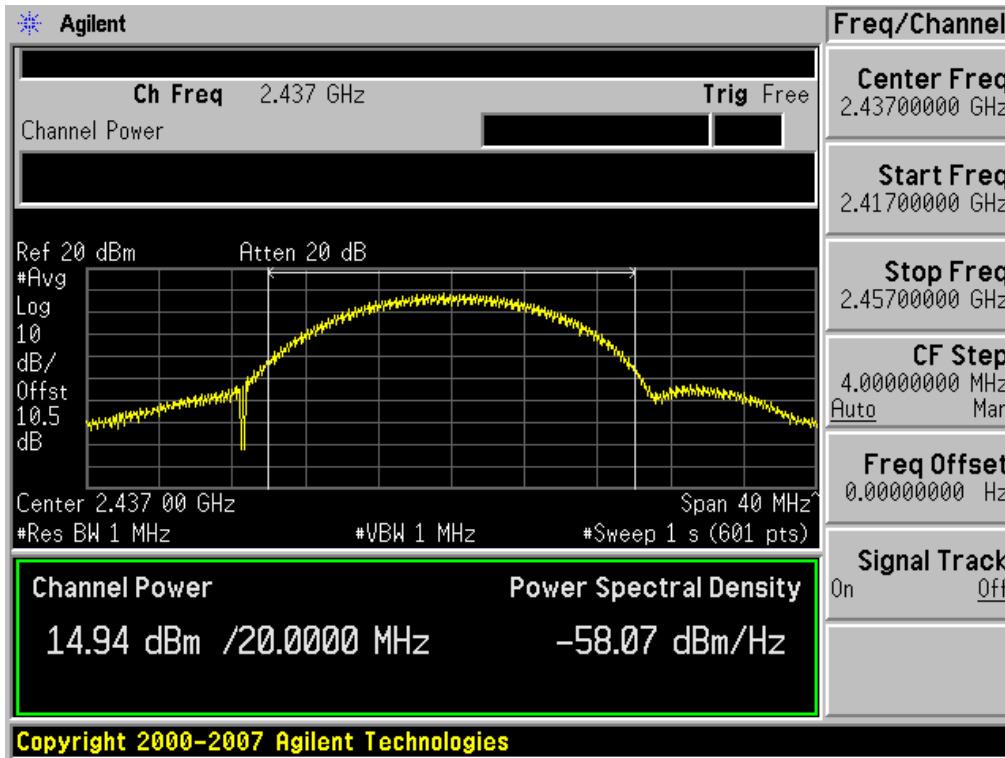 Agilent
Freq/Channel
Ch Freq 2.437 GHz Trig Free
Channel Power
Center Freq
2.43700000 GHz
Start Freq
2.41700000 GHz
Stop Freq
2.45700000 GHz
CF Step
4.00000000 MHz
Auto Man
Freq Offset
0.00000000 Hz
Signal Track
On Off
Ref 20 dBm Atten 20 dB
#Avg
Log
10
dB/
Offst
10.5
dB
Center 2.437 00 GHz Span 40 MHz^
#Res BW 1 MHz #VBW 1 MHz #Sweep 1 s (601 pts)
Channel Power Power Spectral Density
14.94 dBm /20.0000 MHz -58.07 dBm/Hz
Copyright 2000-2007 Agilent Technologies